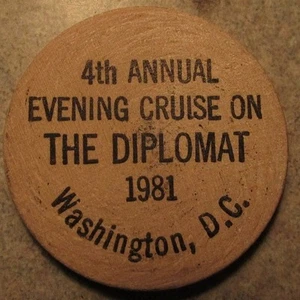 4th ANNUAL
EVENING CRUISE ON
THE DIPLOMAT
1981
Washington, D.C.